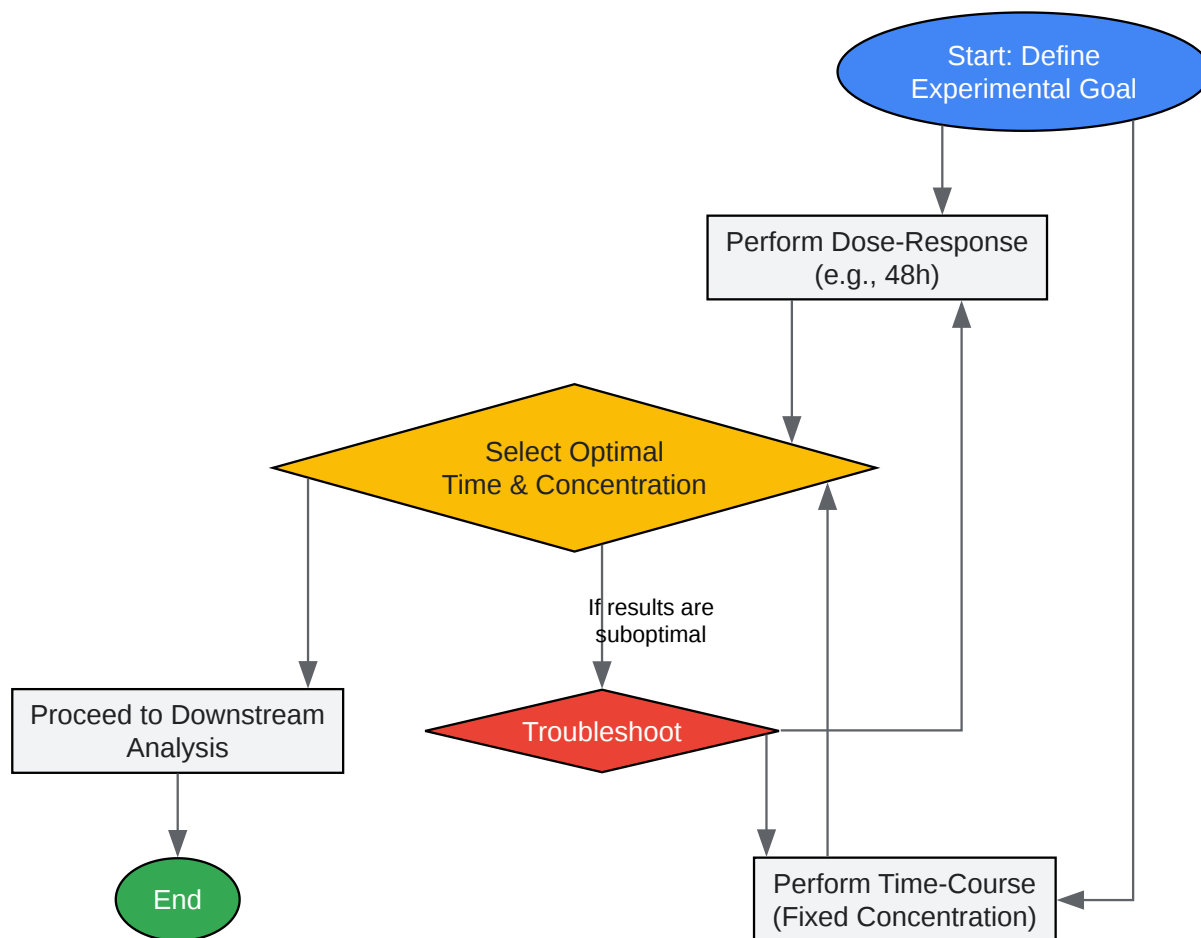 Start: Define
Experimental Goal
Perform Dose-Response
(e.g., 48h)
Select Optimal
Time & Concentration
If results are
suboptimal
Proceed to Downstream
Analysis
Troubleshoot
End
Perform Time-Course
(Fixed Concentration)